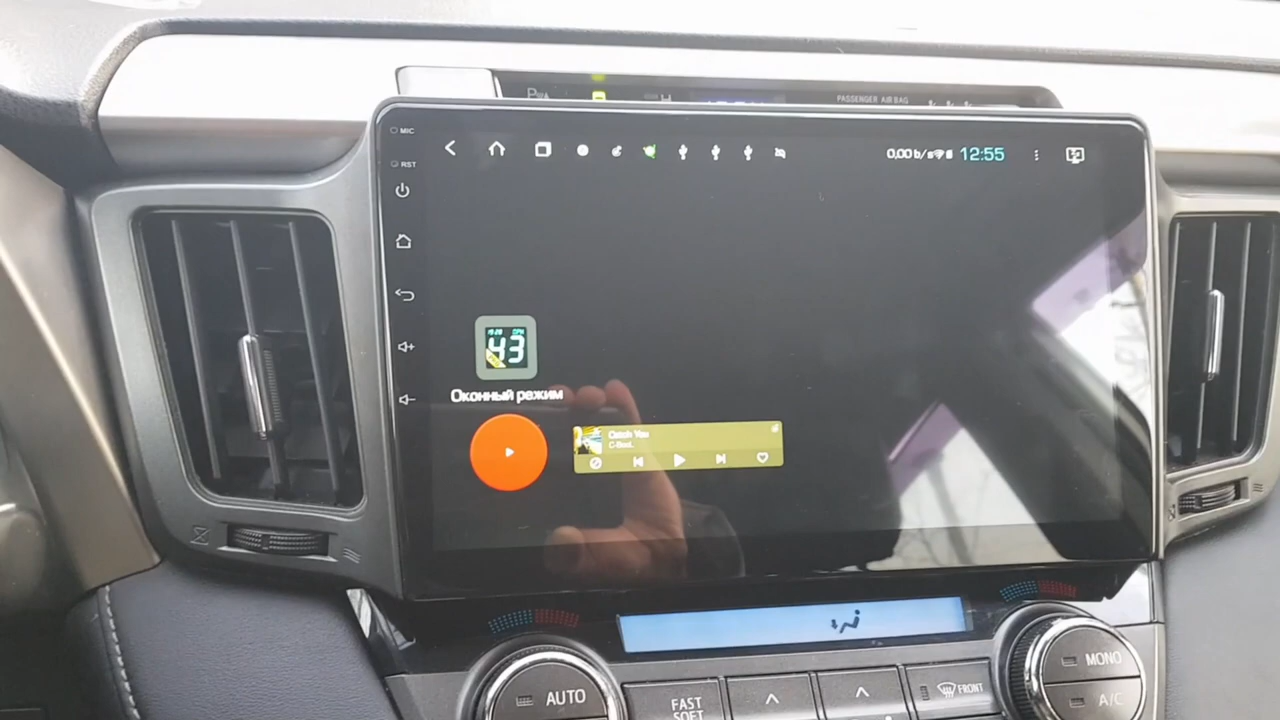 PASSENGER AIR BAG
MIC
RST
0,00 b/s
12:55
43
Оконный режим
Catch You
AUTO
FAST
SOFT
FRONT
MONO
A/C